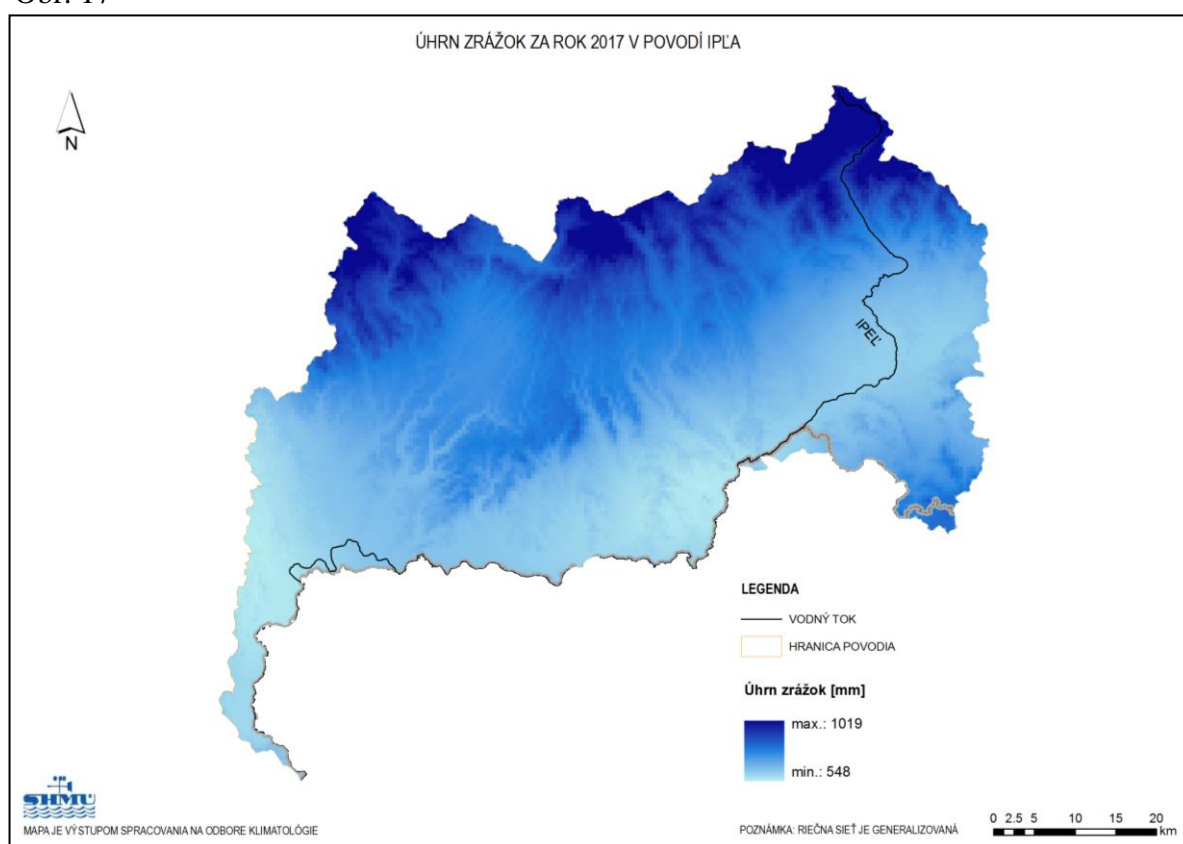 ÚHRN ZRÁŽOK ZA ROK 2017 V POVODÍ IPĽA
N
IPEĽ
LEGENDA
VODNÝ TOK
HRANICA POVODIA
Úhrn zrážok [mm]
max.: 1019
min.: 548
SHMÚ
MAPA JE VÝSTUPOM SPRACOVANIA NA ODBORE KLIMATOLÓGIE
POZNÁMKA: RIEČNA SIEŤ JE GENERALIZOVANÁ
0 2.5 5 10 15 20
km